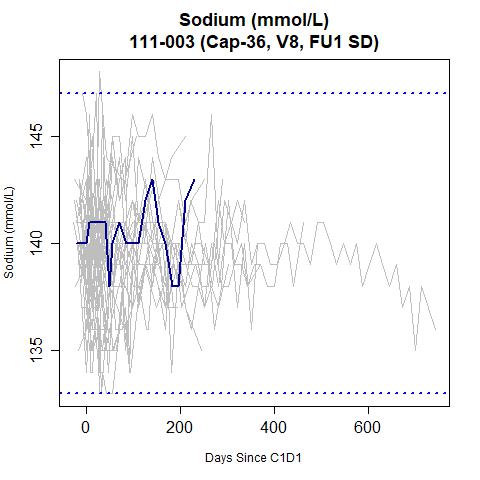 Sodium (mmol/L)
111-003 (Cap-36, V8, FU1 SD)
Sodium (mmol/L)
145
140
135
0
200
400
600
Days Since C1D1